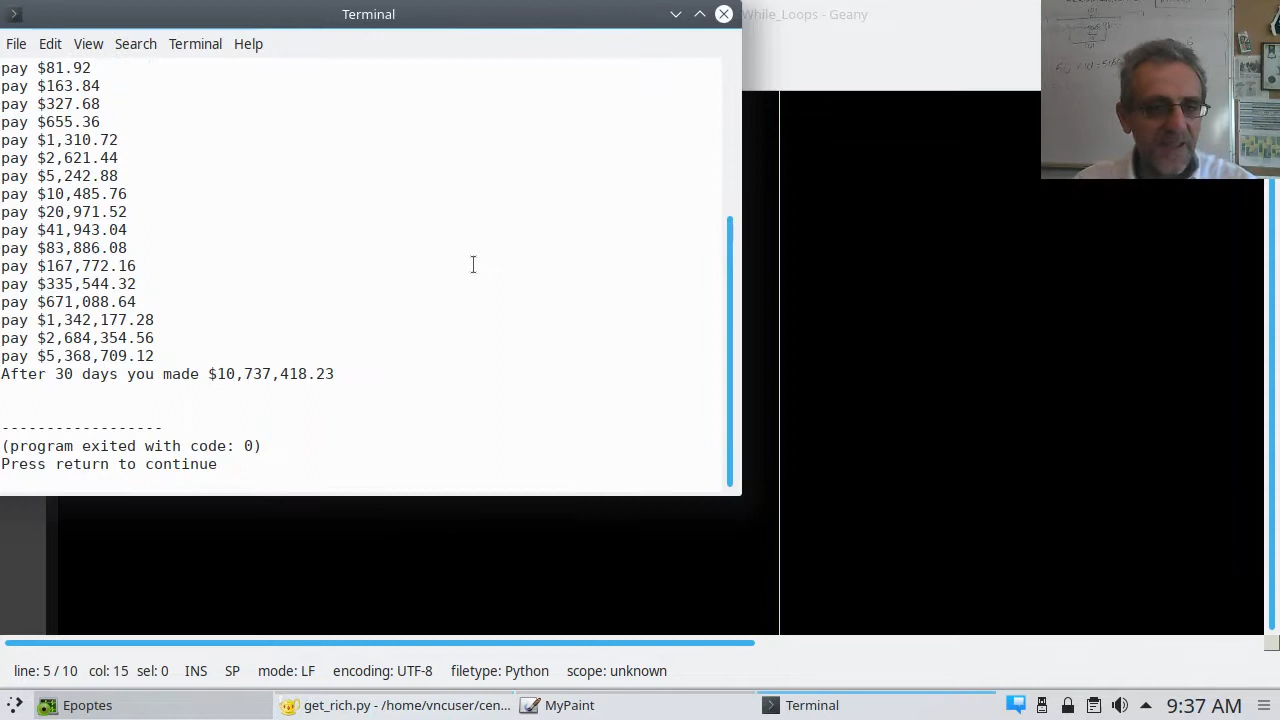 Terminal
While_Loops - Geany
File Edit View Search Terminal Help
pay $81.92
pay $163.84
pay $327.68
pay $655.36
pay $1,310.72
pay $2,621.44
pay $5,242.88
pay $10,485.76
pay $20,971.52
pay $41,943.04
pay $83,886.08
pay $167,772.16
pay $335,544.32
pay $671,088.64
pay $1,342,177.28
pay $2,684,354.56
pay $5,368,709.12
After 30 days you made $10,737,418.23
------------------
(program exited with code: 0)
Press return to continue
line: 5 / 10 col: 15 sel: 0 INS SP mode: LF encoding: UTF-8 filetype: Python scope: unknown
Epoptes get_rich.py - /home/vncuser/cen... MyPaint Terminal 9:37 AM